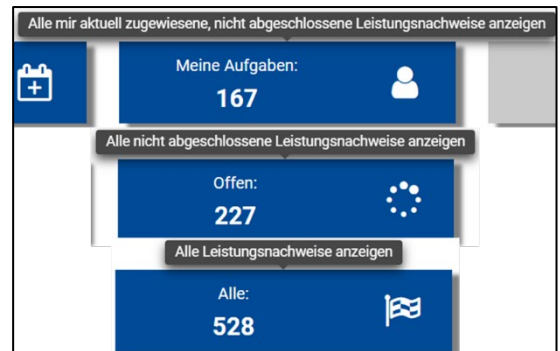 Alle mir aktuell zugewiesene, nicht abgeschlossene Leistungsnachweise anzeigen
Meine Aufgaben:
167
Alle nicht abgeschlossene Leistungsnachweise anzeigen
Offen:
227
Alle Leistungsnachweise anzeigen
Alle:
528